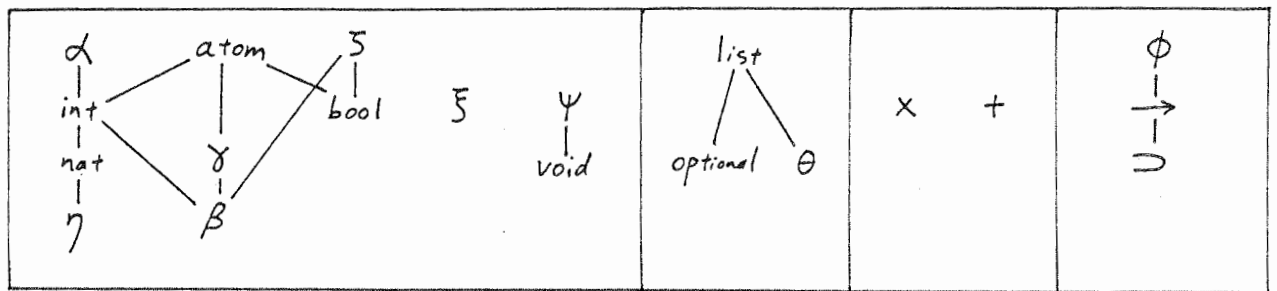 α atom ζ list φ
int bool ξ ψ × + →
nat γ void optional θ ⊃
η β